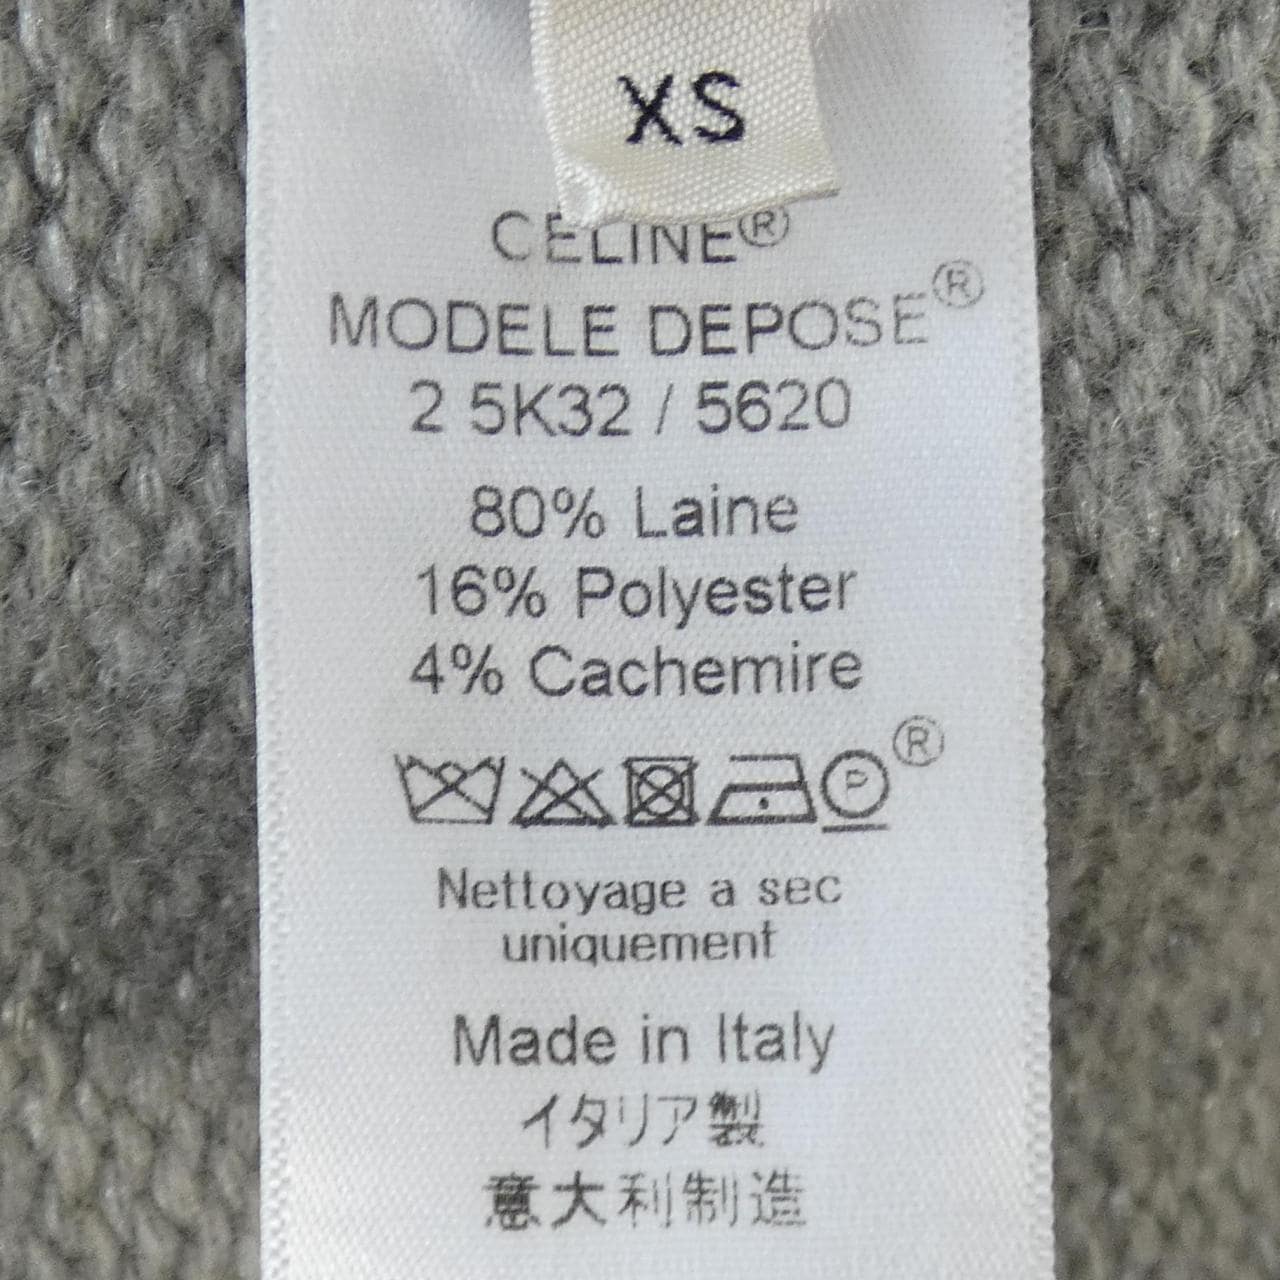 XS
CELINE®
MODELE DEPOSE®
2 5K32 / 5620
80% Laine
16% Polyester
4% Cachemire
P ®
Nettoyage a sec
uniquement
Made in Italy
イタリア製
意大利制造